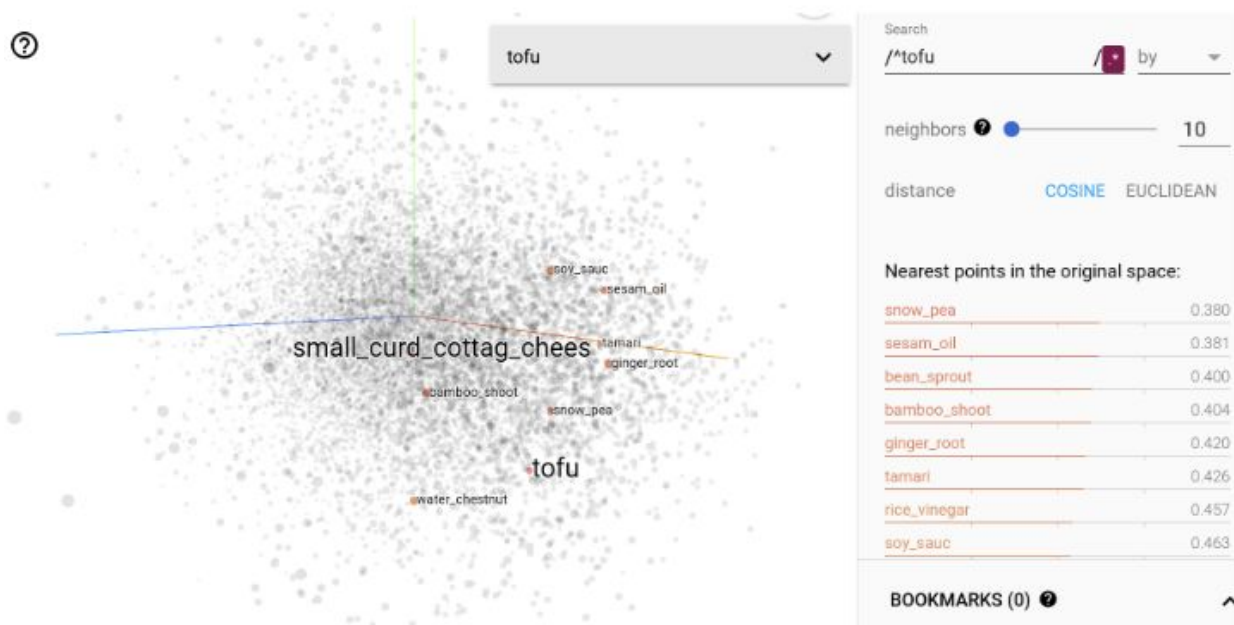 tofu
soy_sauc
sesam_oil
small_curd_cottag_chees
tamari
ginger_root
bamboo_shoot
snow_pea
tofu
water_chestnut
Search
/^tofu /.* by
neighbors ? 10
distance COSINE EUCLIDEAN
Nearest points in the original space:
snow_pea 0.380
sesam_oil 0.381
bean_sprout 0.400
bamboo_shoot 0.404
ginger_root 0.420
tamari 0.426
rice_vinegar 0.457
soy_sauc 0.463
BOOKMARKS (0) ?